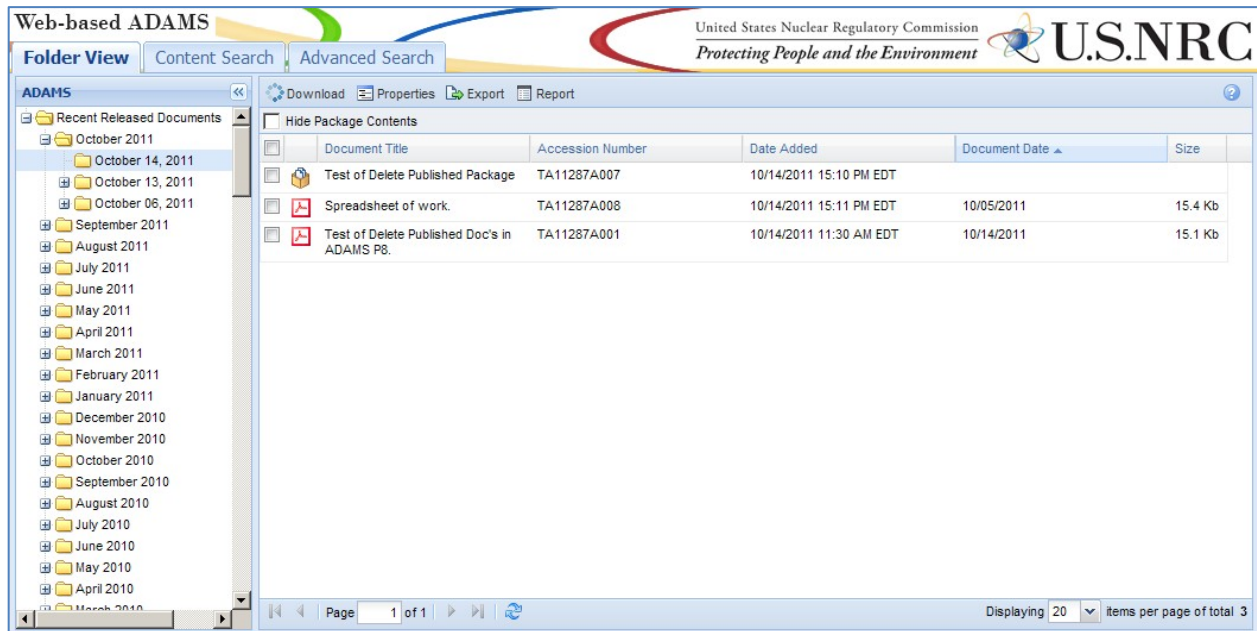 Web-based ADAMS
United States Nuclear Regulatory Commission
Protecting People and the Environment
U.S.NRC
Folder View Content Search Advanced Search
ADAMS
Download Properties Export Report
Recent Released Documents
October 2011
October 14, 2011
October 13, 2011
October 06, 2011
September 2011
August 2011
July 2011
June 2011
May 2011
April 2011
March 2011
February 2011
January 2011
December 2010
November 2010
October 2010
September 2010
August 2010
July 2010
June 2010
May 2010
April 2010
March 2010
Hide Package Contents
Document Title Accession Number Date Added Document Date Size
Test of Delete Published Package TA11287A007 10/14/2011 15:10 PM EDT
Spreadsheet of work. TA11287A008 10/14/2011 15:11 PM EDT 10/05/2011 15.4 Kb
Test of Delete Published Doc's in TA11287A001 10/14/2011 11:30 AM EDT 10/14/2011 15.1 Kb
ADAMS P8.
Page 1 of 1 Displaying 20 items per page of total 3